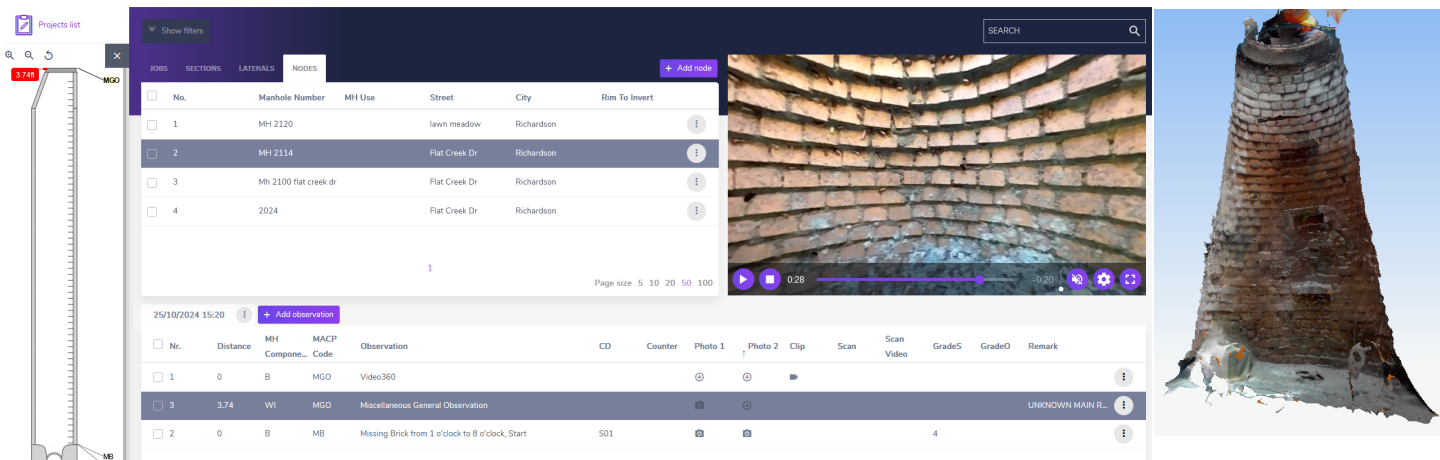 Projects list
3.74ft
MGO
MB
Show filters
SEARCH
JOBS SECTIONS LATERALS NODES
+ Add node
No. Manhole Number MH Use Street City Rim To Invert
1 MH 2120 lawn meadow Richardson
2 MH 2114 Flat Creek Dr Richardson
3 Mh 2100 flat creek dr Flat Creek Dr Richardson
4 2024 Flat Creek Dr Richardson
1
Page size 5 10 20 50 100
0:28 -0:20
25/10/2024 15:20 + Add observation
Nr. Distance MH Compone... MACP Code Observation CD Counter Photo 1 ↑ Photo 2 Clip Scan Scan Video GradeS GradeO Remark
1 0 B MGO Video360
3 3.74 WI MGO Miscellaneous General Observation UNKNOWN MAIN R...
2 0 B MB Missing Brick from 1 o'clock to 8 o'clock, Start S01 4